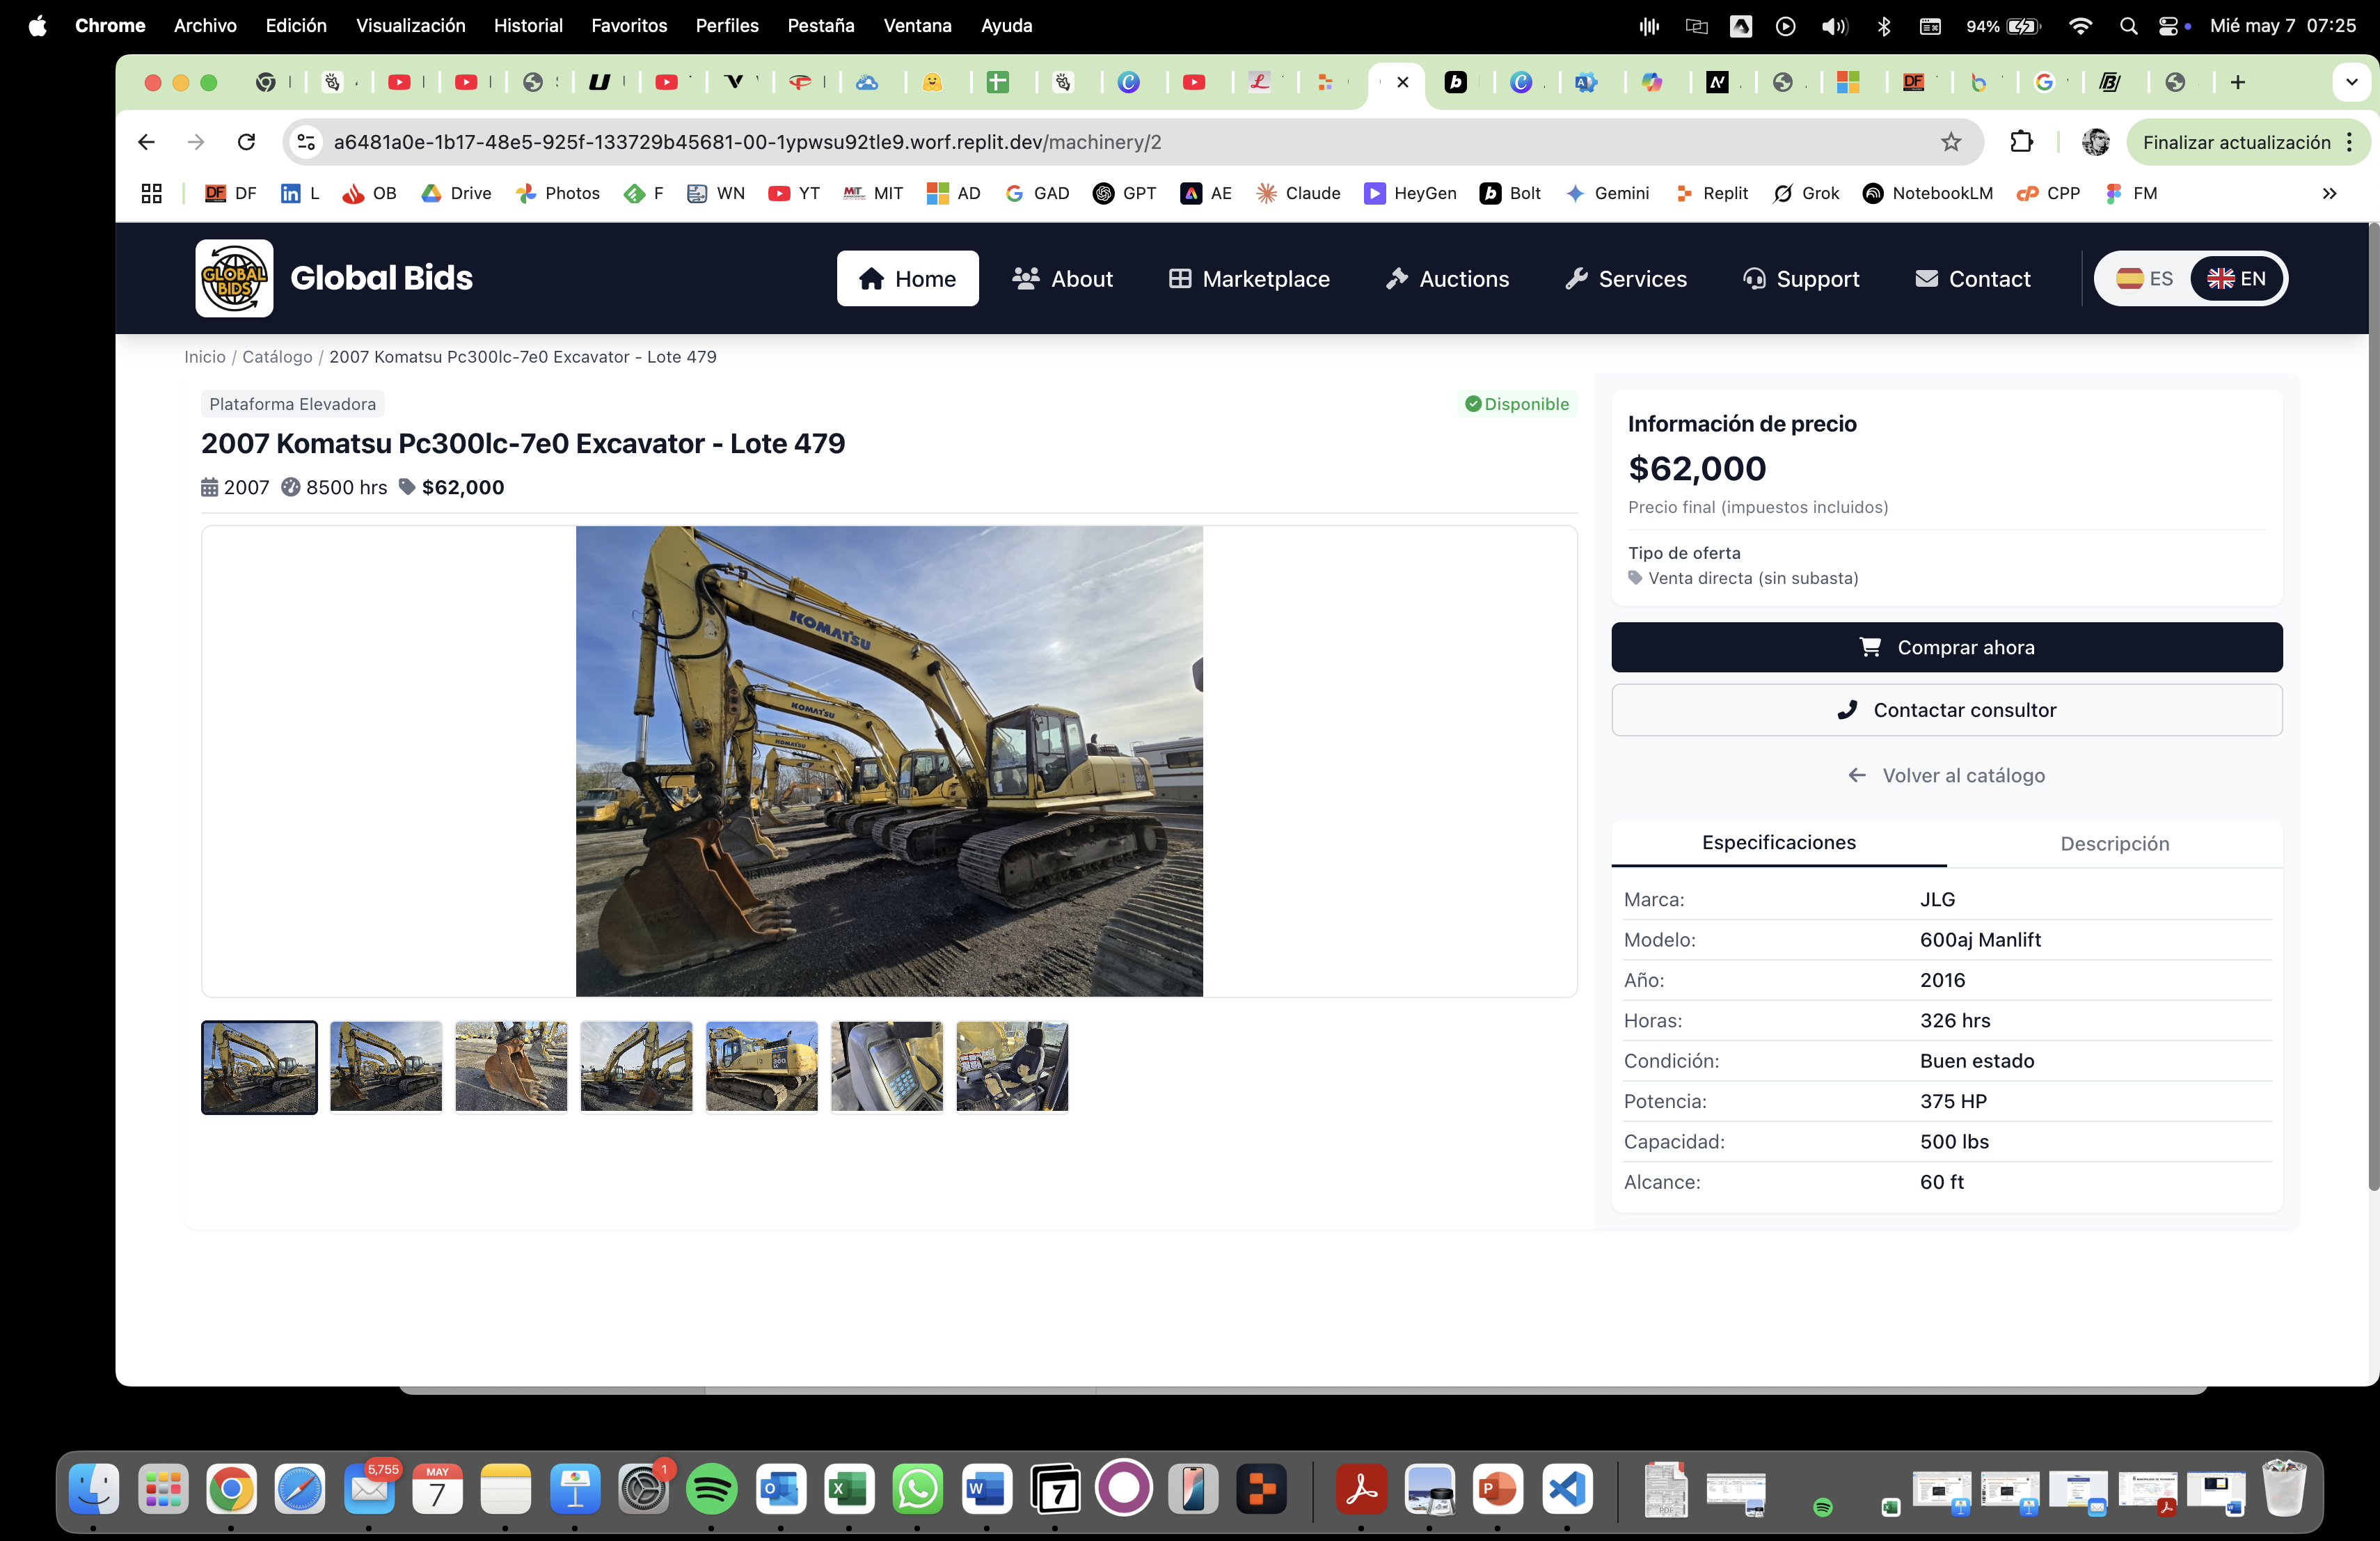 Chrome Archivo Edición Visualización Historial Favoritos Perfiles Pestaña Ventana Ayuda 94% Mié may 7 07:25
a6481a0e-1b17-48e5-925f-133729b45681-00-1ypwsu92tle9.worf.replit.dev/machinery/2 Finalizar actualización
DF L OB Drive Photos F WN YT MIT AD GAD GPT AE Claude HeyGen Bolt Gemini Replit Grok NotebookLM CPP FM
GLOBAL BIDS Global Bids Home About Marketplace Auctions Services Support Contact ES EN
Inicio / Catálogo / 2007 Komatsu Pc300lc-7e0 Excavator - Lote 479
Plataforma Elevadora Disponible
2007 Komatsu Pc300lc-7e0 Excavator - Lote 479
2007 8500 hrs $62,000
KOMATSU
KOMATSU
KOMATSU
Información de precio
$62,000
Precio final (impuestos incluidos)
Tipo de oferta
Venta directa (sin subasta)
Comprar ahora
Contactar consultor
Volver al catálogo
Especificaciones Descripción
Marca: JLG
Modelo: 600aj Manlift
Año: 2016
Horas: 326 hrs
Condición: Buen estado
Potencia: 375 HP
Capacidad: 500 lbs
Alcance: 60 ft
5,755
MAY
7
1
7